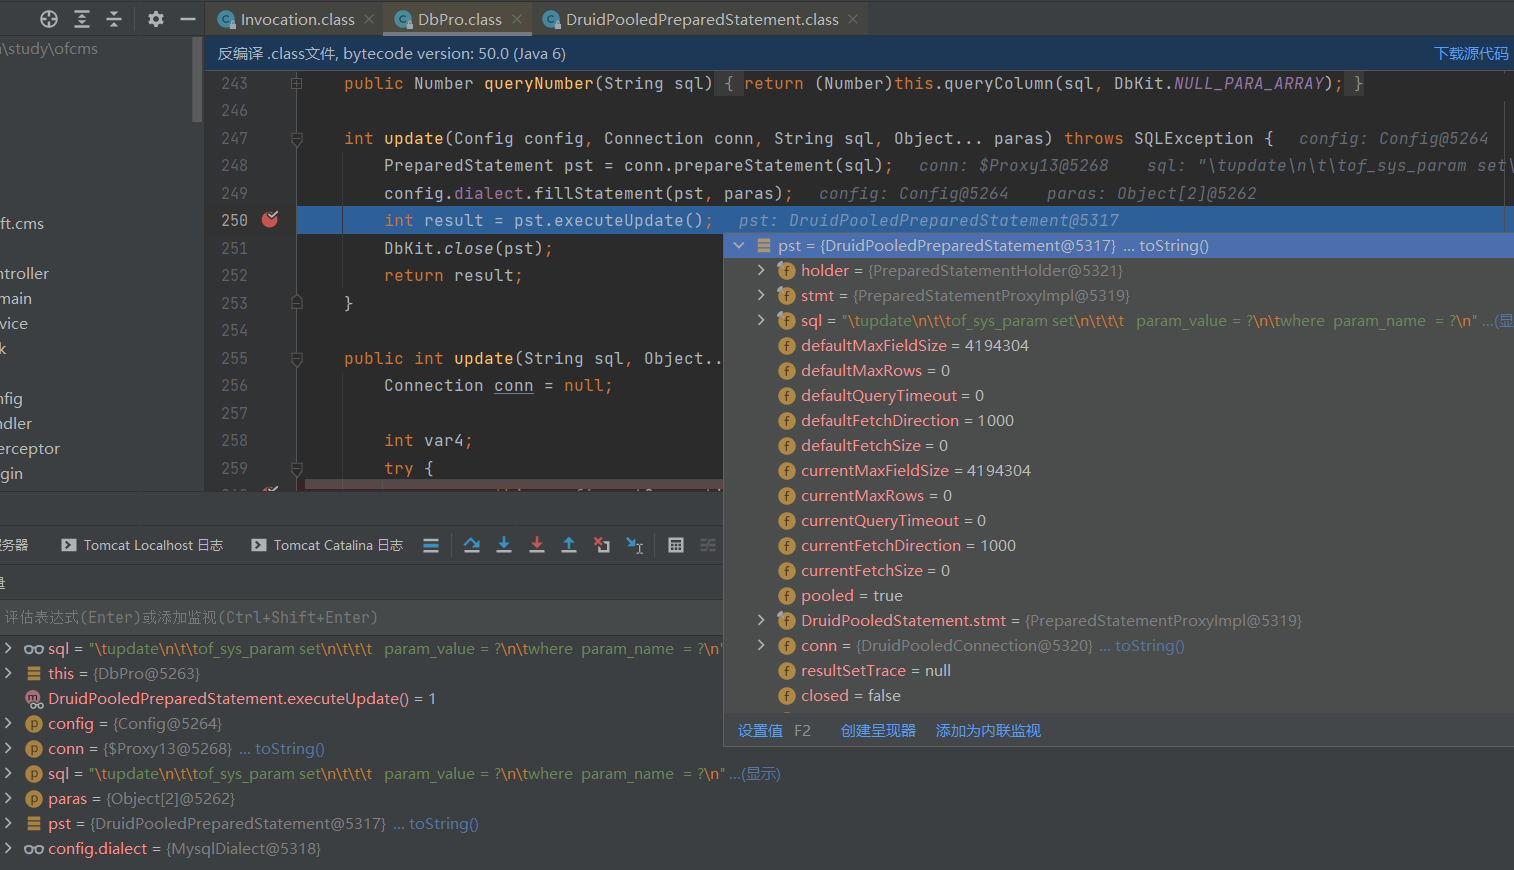 Invocation.class
DbPro.class
DruidPooledPreparedStatement.class
\study\ofcms
反编译 .class文件, bytecode version: 50.0 (Java 6)
下载源代码
243 public Number queryNumber(String sql) { return (Number)this.queryColumn(sql, DbKit.NULL_PARA_ARRAY); }
246
247 int update(Config config, Connection conn, String sql, Object... paras) throws SQLException { config: Config@5264
248 PreparedStatement pst = conn.prepareStatement(sql); conn: $Proxy13@5268 sql: "\tupdate\n\t\tof_sys_param set\
249 config.dialect.fillStatement(pst, paras); config: Config@5264 paras: Object[2]@5262
250 int result = pst.executeUpdate(); pst: DruidPooledPreparedStatement@5317
251 DbKit.close(pst);
252 return result;
253 }
254
255 public int update(String sql, Object..
256 Connection conn = null;
257
258 int var4;
259 try {
ft.cms
ntroller
main
vice
k
nfig
ndler
erceptor
gin
pst = {DruidPooledPreparedStatement@5317} ... toString()
holder = {PreparedStatementHolder@5321}
stmt = {PreparedStatementProxyImpl@5319}
sql = "\tupdate\n\t\tof_sys_param set\n\t\t\t param_value = ?\n\twhere param_name = ?\n" ...(显
defaultMaxFieldSize = 4194304
defaultMaxRows = 0
defaultQueryTimeout = 0
defaultFetchDirection = 1000
defaultFetchSize = 0
currentMaxFieldSize = 4194304
currentMaxRows = 0
currentQueryTimeout = 0
currentFetchDirection = 1000
currentFetchSize = 0
pooled = true
DruidPooledStatement.stmt = {PreparedStatementProxyImpl@5319}
conn = {DruidPooledConnection@5320} ... toString()
resultSetTrace = null
closed = false
设置值 F2 创建呈现器 添加为内联监视
务器
Tomcat Localhost 日志
Tomcat Catalina 日志
量
评估表达式(Enter)或添加监视(Ctrl+Shift+Enter)
sql = "\tupdate\n\t\tof_sys_param set\n\t\t\t param_value = ?\n\twhere param_name = ?\n"
this = {DbPro@5263}
DruidPooledPreparedStatement.executeUpdate() = 1
config = {Config@5264}
conn = {$Proxy13@5268} ... toString()
sql = "\tupdate\n\t\tof_sys_param set\n\t\t\t param_value = ?\n\twhere param_name = ?\n" ...(显示)
paras = {Object[2]@5262}
pst = {DruidPooledPreparedStatement@5317} ... toString()
config.dialect = {MysqlDialect@5318}